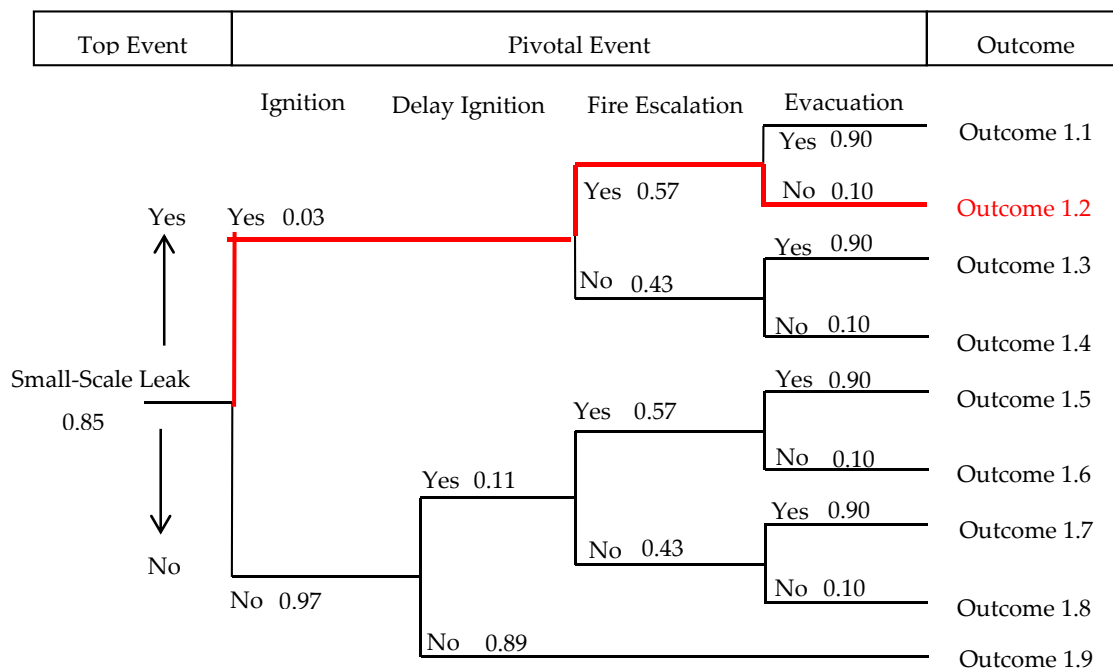 Top Event Pivotal Event Outcome
Ignition Delay Ignition Fire Escalation Evacuation
Yes 0.90 Outcome 1.1
Yes Yes 0.03 Yes 0.57 No 0.10 Outcome 1.2
Yes 0.90 Outcome 1.3
No 0.43
No 0.10 Outcome 1.4
Small-Scale Leak
0.85
Yes 0.90 Outcome 1.5
Yes 0.57
No 0.10 Outcome 1.6
Yes 0.11
Yes 0.90 Outcome 1.7
No No 0.43
No 0.97 No 0.10 Outcome 1.8
No 0.89 Outcome 1.9